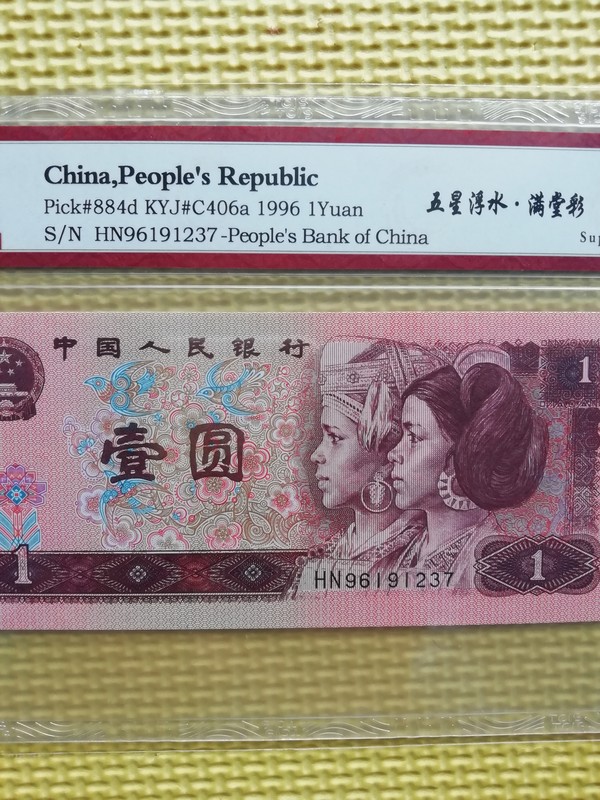 China,People's Republic
Pick#884d KYJ#C406a 1996 1Yuan
五星浮水·满堂彩
S/N HN96191237-People's Bank of China
Sup
中国人民银行
1
壹圆
1
1
HN96191237